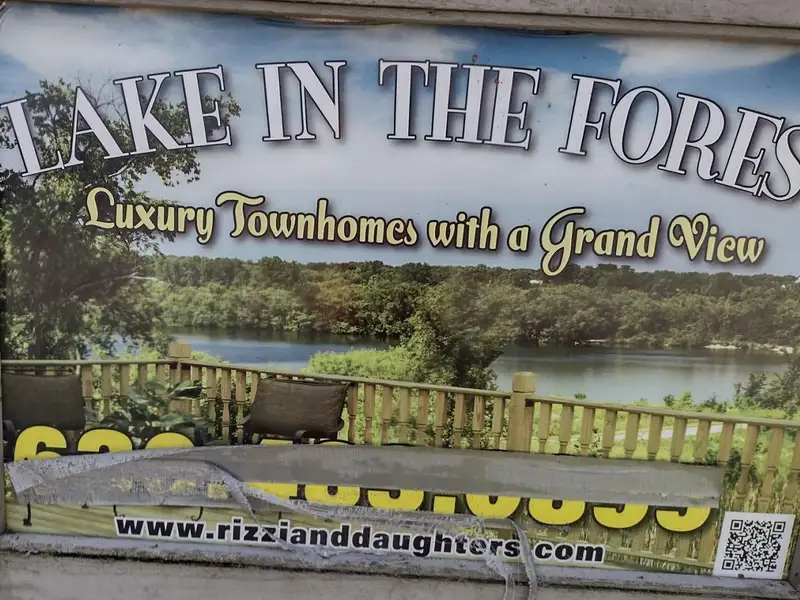 LAKE IN THE FORES
Luxury Townhomes with a Grand View
www.rizzianddaughters.com